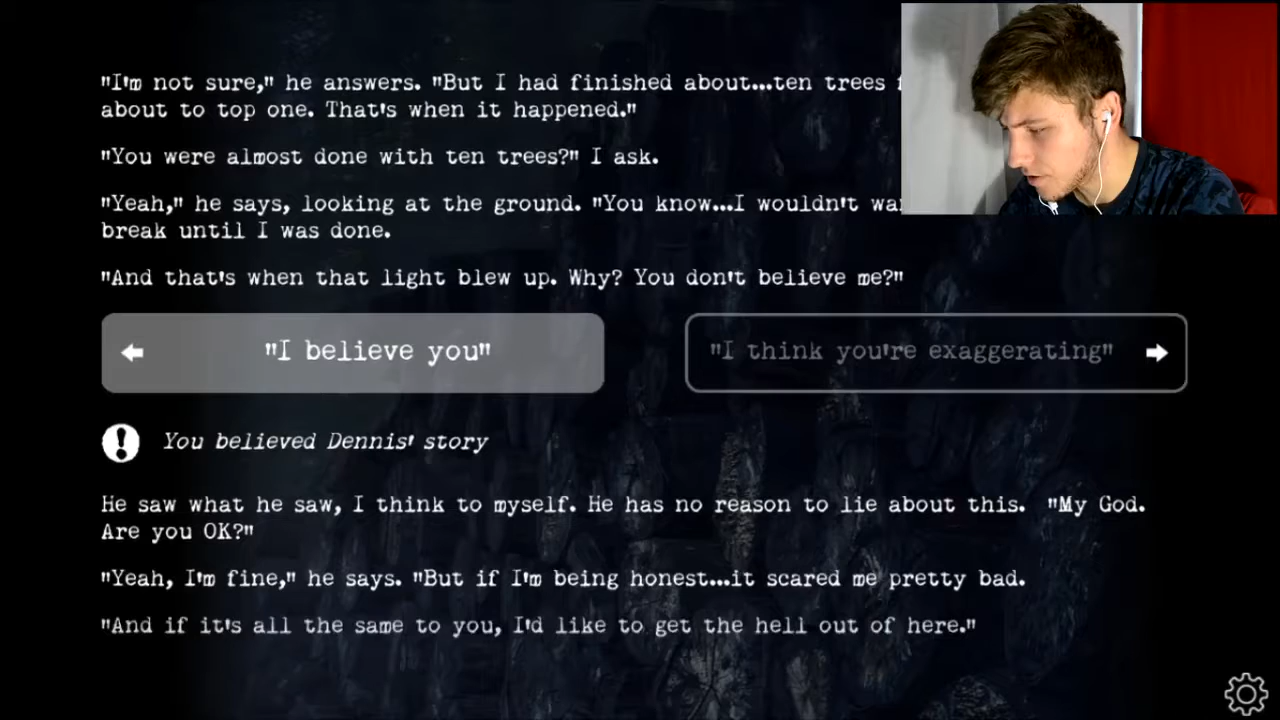 "I'm not sure," he answers. "But I had finished about...ten trees
about to top one. That's when it happened."
"You were almost done with ten trees?" I ask.
"Yeah," he says, looking at the ground. "You know...I wouldn't
break until I was done.
"And that's when that light blew up. Why? You don't believe me?"
"I believe you"
"I think you're exaggerating"
You believed Dennis' story
He saw what he saw, I think to myself. He has no reason to lie about this. "My God.
Are you OK?"
"Yeah, I'm fine," he says. "But if I'm being honest...it scared me pretty bad.
"And if it's all the same to you, I'd like to get the hell out of here."